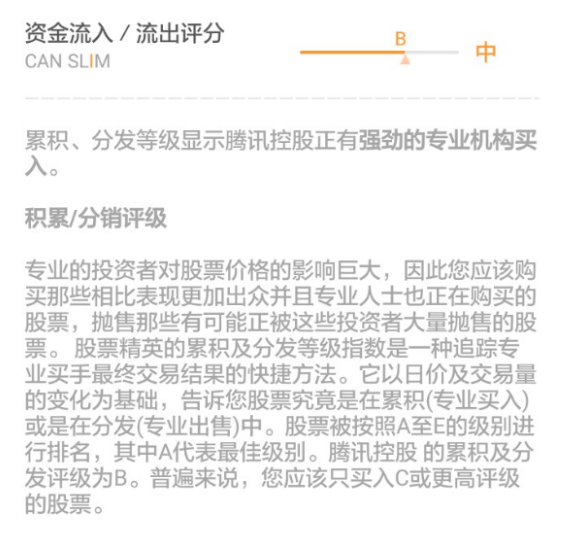 资金流入 / 流出评分
B
中
CAN SLIM
累积、分发等级显示腾讯控股正有强劲的专业机构买
入。
积累/分销评级
专业的投资者对股票价格的影响巨大，因此您应该购
买那些相比表现更加出众并且专业人士也正在购买的
股票，抛售那些有可能正被这些投资者大量抛售的股
票。 股票精英的累积及分发等级指数是一种追踪专
业买手最终交易结果的快捷方法。它以日价及交易量
的变化为基础，告诉您股票究竟是在累积(专业买入)
或是在分发(专业出售)中。股票被按照A至E的级别进
行排名，其中A代表最佳级别。腾讯控股 的累积及分
发评级为B。普遍来说，您应该只买入C或更高评级
的股票。